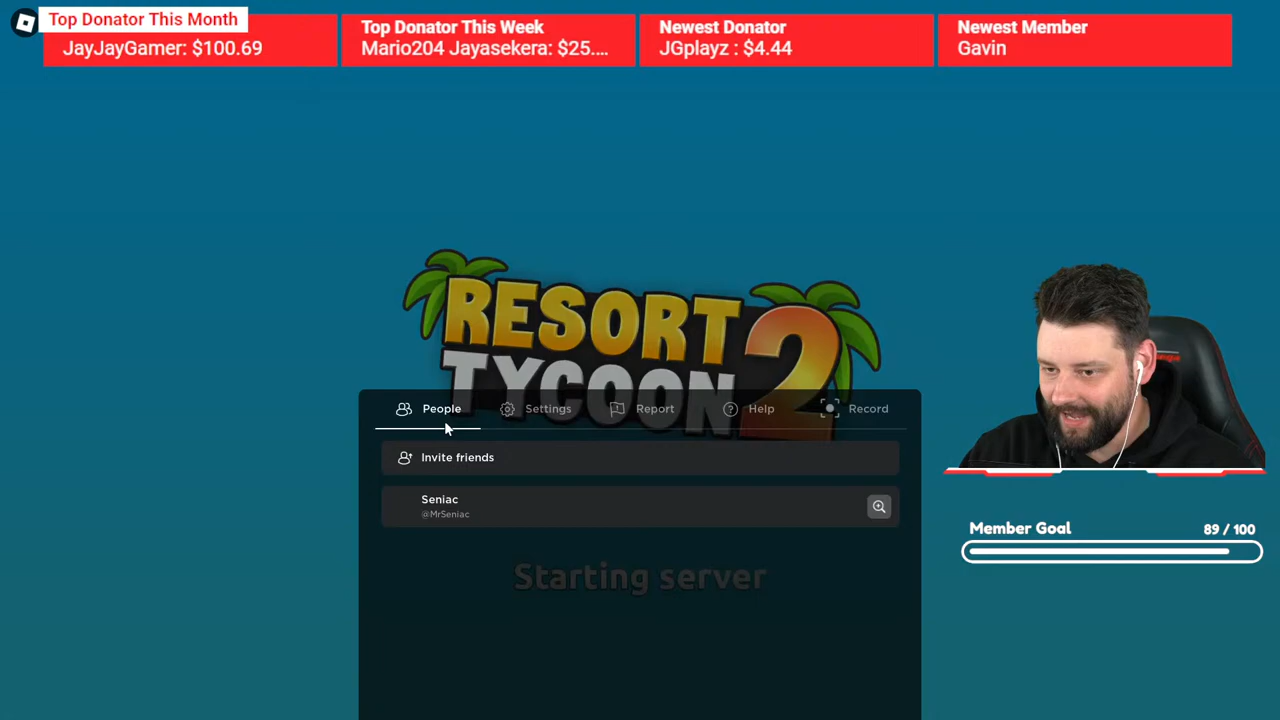 Top Donator This Month
JayJayGamer: $100.69
Top Donator This Week
Mario204 Jayasekera: $25....
Newest Donator
JGplayz : $4.44
Newest Member
Gavin
RESORT
TYCOON 2
People
Settings
Report
Help
Record
Invite friends
Seniac
@MrSeniac
Starting server
Member Goal
89 / 100